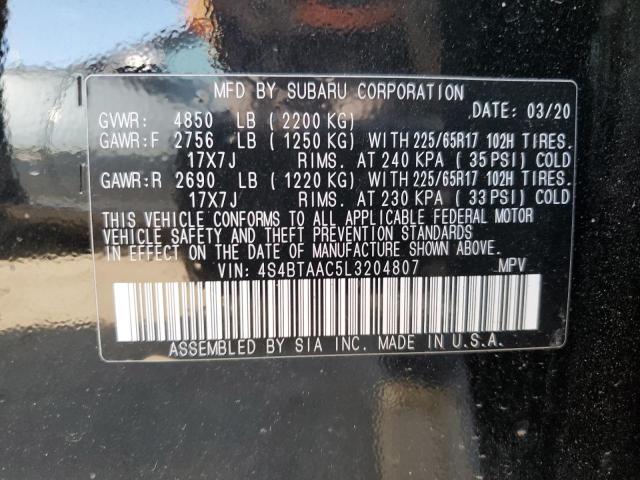 MFD BY SUBARU CORPORATION
DATE: 03/20
GVWR: 4850 LB (2200 KG)
GAWR:F 2756 LB (1250 KG) WITH 225/65R17 102H TIRES.
17X7J RIMS. AT 240 KPA (35 PSI) COLD
GAWR:R 2690 LB (1220 KG) WITH 225/65R17 102H TIRES.
17X7J RIMS. AT 230 KPA (33 PSI) COLD
THIS VEHICLE CONFORMS TO ALL APPLICABLE FEDERAL MOTOR
VEHICLE SAFETY AND THEFT PREVENTION STANDARDS
IN EFFECT ON THE DATE OF MANUFACTURE SHOWN ABOVE.
VIN: 4S4BTAAC5L3204807 MPV
ASSEMBLED BY SIA INC. MADE IN U.S.A.